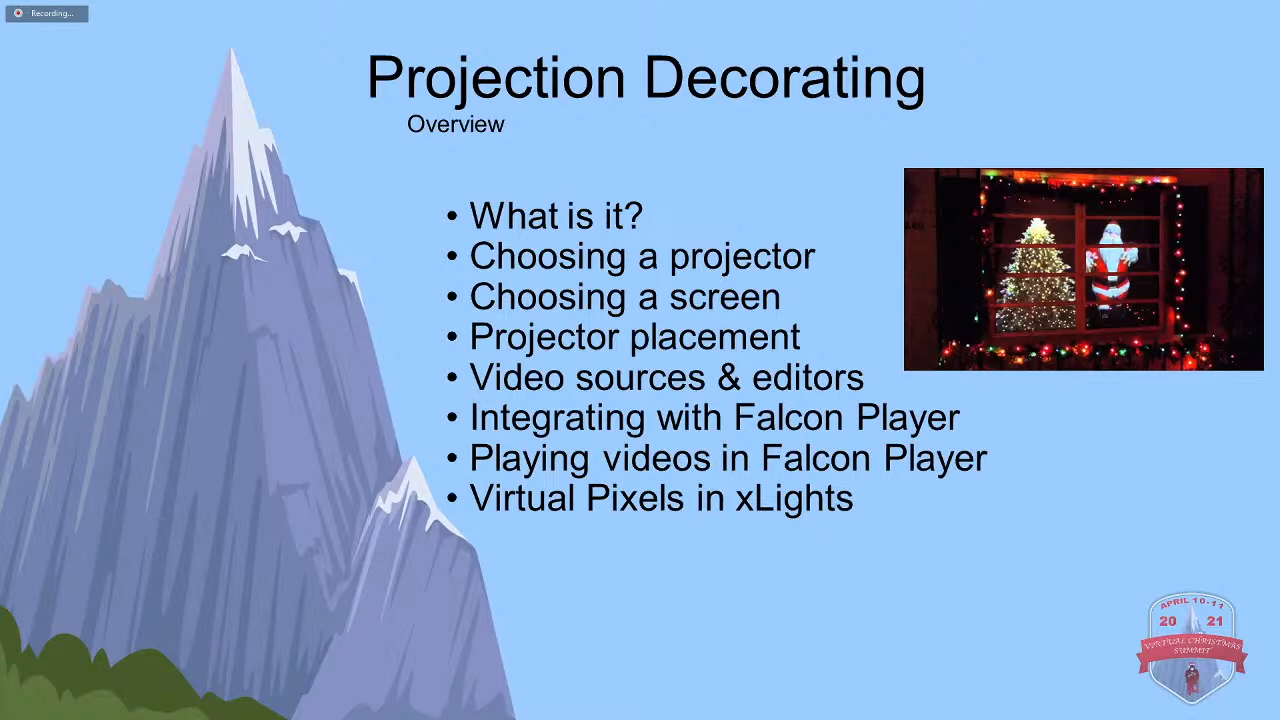 Recording...
Projection Decorating
Overview
• What is it?
• Choosing a projector
• Choosing a screen
• Projector placement
• Video sources & editors
• Integrating with Falcon Player
• Playing videos in Falcon Player
• Virtual Pixels in xLights
APRIL 10-11
20 21
VIRTUAL CHRISTMAS
SUMMIT